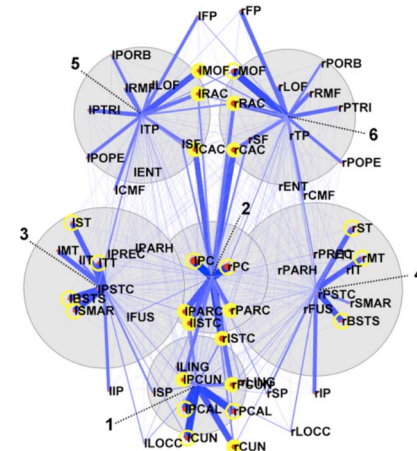 lFP
rFP
lPORB
rPORB
lMOF
rMOF
5
lRMF
lLOF
rLOF
rRMF
lRAC
rRAC
lPTRI
rPTRI
lTP
rTP
6
lSF
rSF
lCAC
rCAC
lPOPE
rPOPE
lENT
rENT
lCMF
rCMF
2
lST
rST
3
lMT
lPREC
lPARH
rPREC
rMT
lIT
lTT
lPC
rPC
rPARH
rIT
4
lPSTC
rPSTC
lBSTS
rSMAR
lSMAR
lFUS
lPARC
rPARC
rFUS
rBSTS
lISTC
rISTC
lLING
rLING
lPCUN
rPCUN
lIP
lSP
rSP
rIP
lPCAL
rPCAL
1
lLOCC
lCUN
rCUN
rLOCC